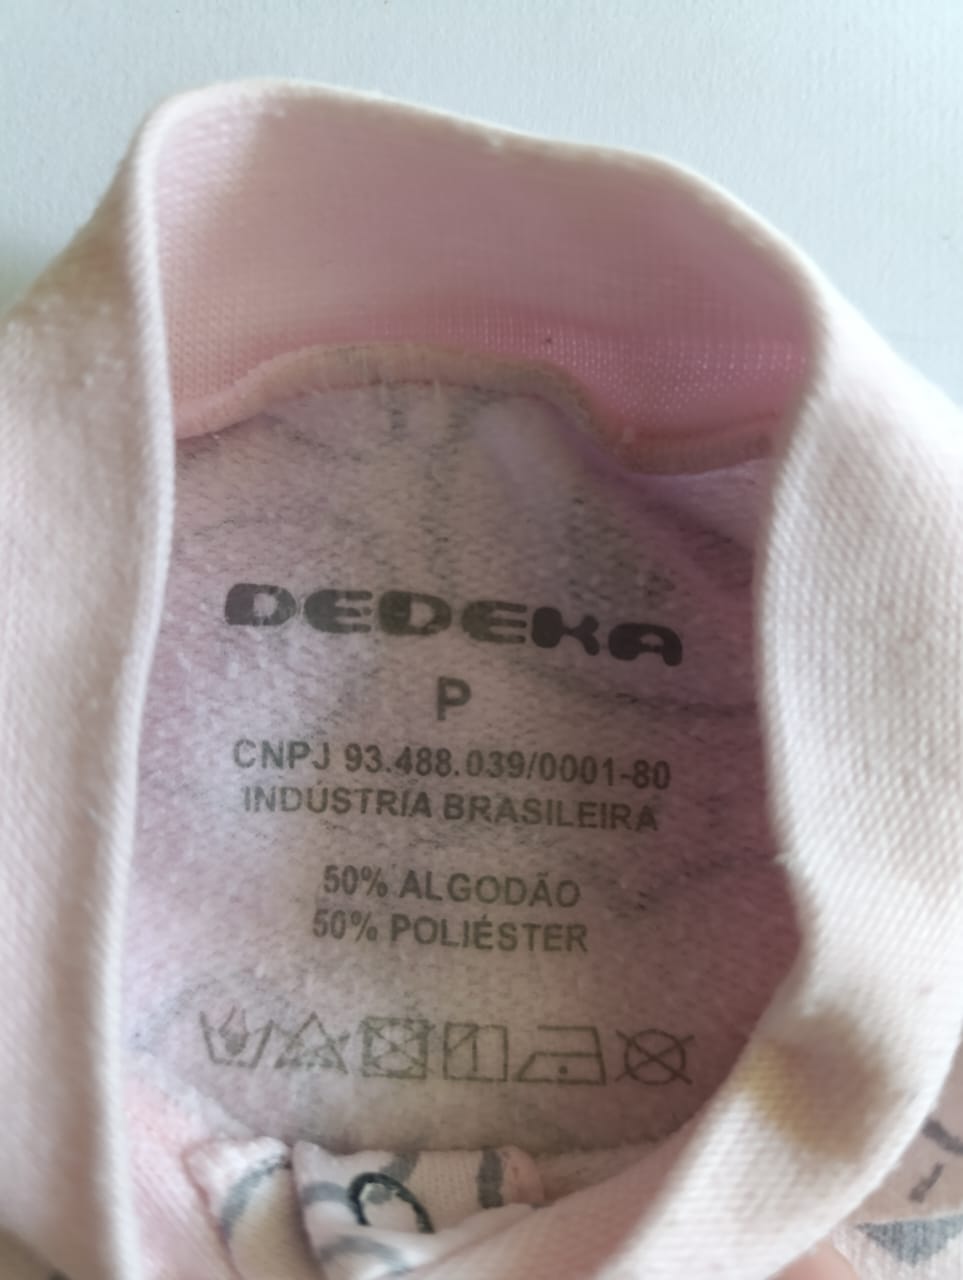 DEDEKA
P
CNPJ 93.488.039/0001-80
INDÚSTRIA BRASILEIRA
50% ALGODÃO
50% POLIÉSTER